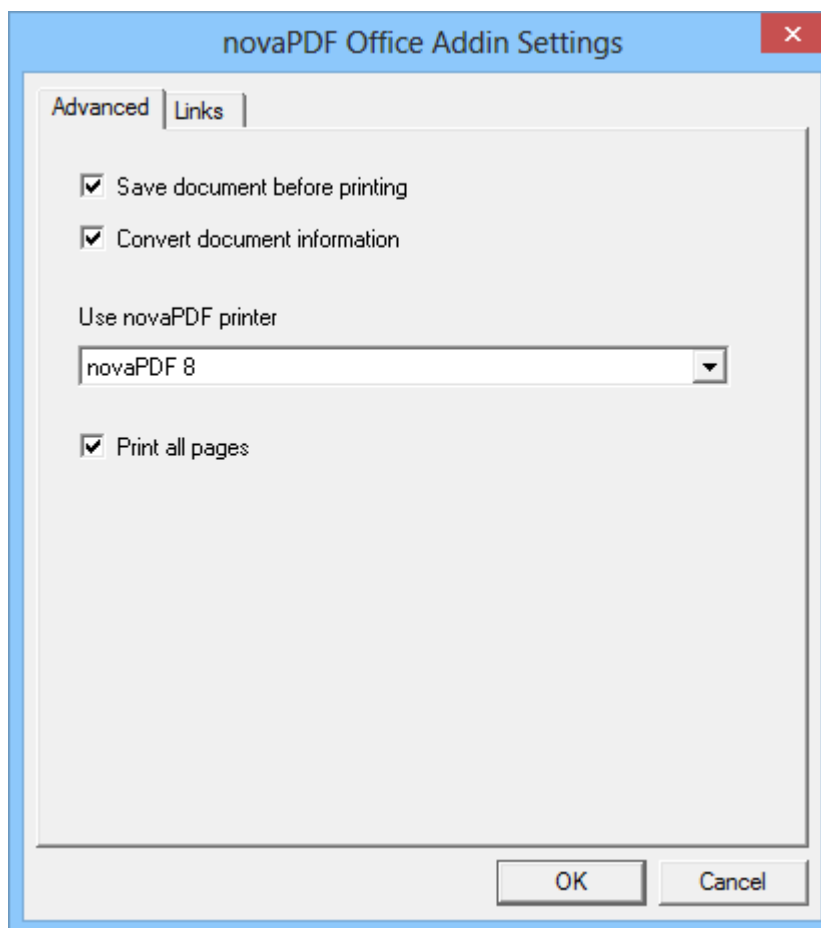 novaPDF Office Addin Settings
Advanced
Links
Save document before printing
Convert document information
Use novaPDF printer
novaPDF 8
Print all pages
OK
Cancel